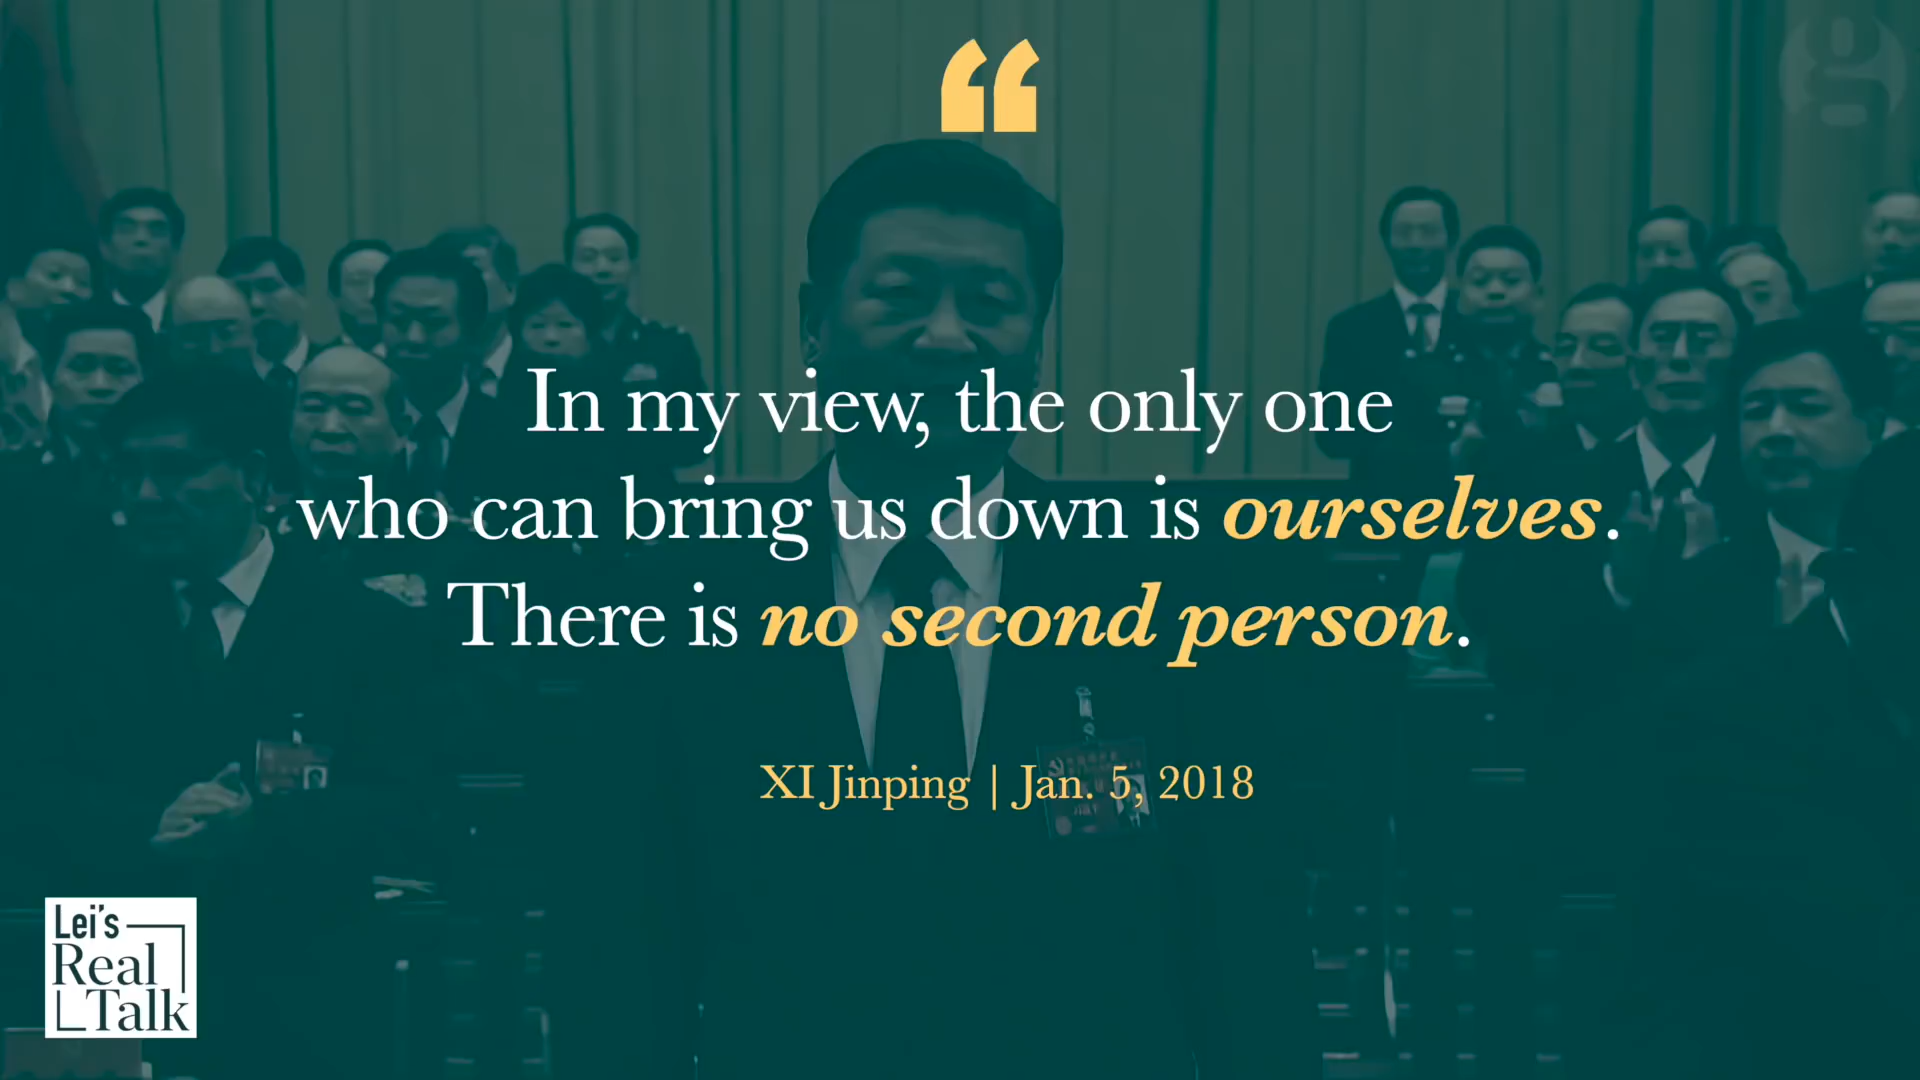 “
In my view, the only one
who can bring us down is ourselves.
There is no second person.
XI Jinping | Jan. 5, 2018
Lei's
Real
Talk
g